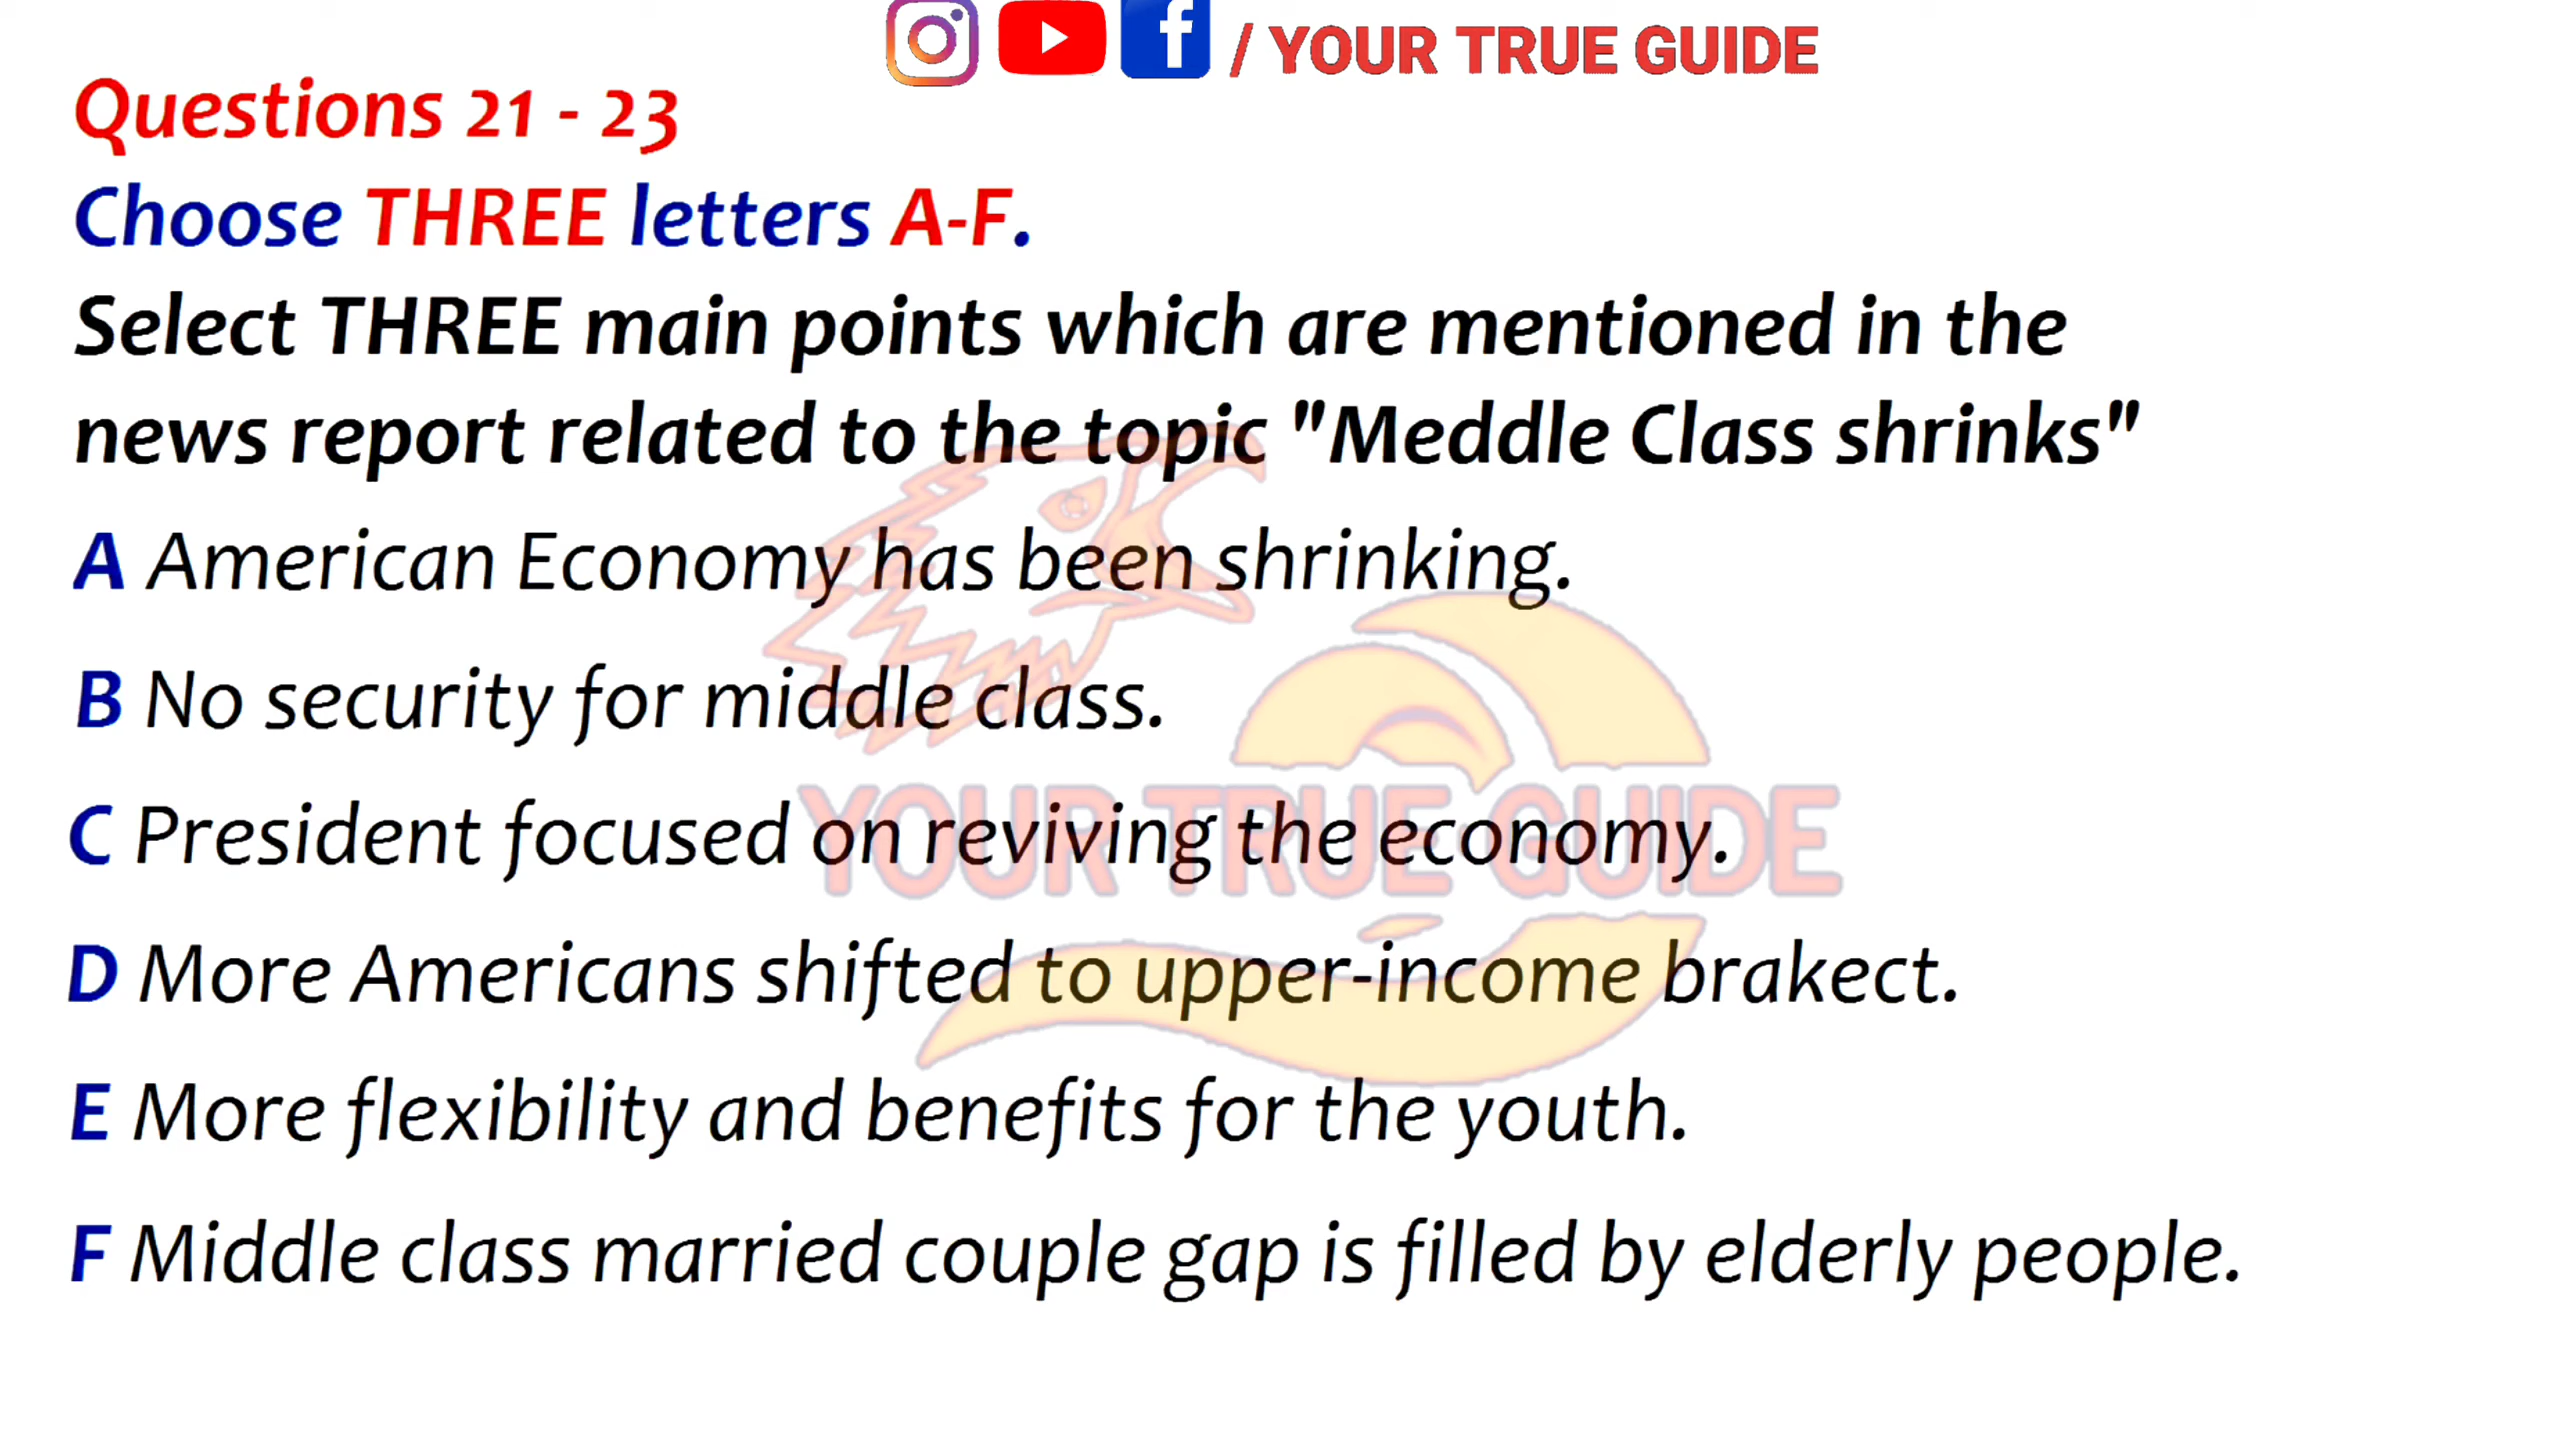 / YOUR TRUE GUIDE
Questions 21 - 23
Choose THREE letters A-F.
Select THREE main points which are mentioned in the
news report related to the topic "Meddle Class shrinks"
A American Economy has been shrinking.
B No security for middle class.
C President focused on reviving the economy.
YOUR TRUE GUIDE
D More Americans shifted to upper-income brakect.
E More flexibility and benefits for the youth.
F Middle class married couple gap is filled by elderly people.